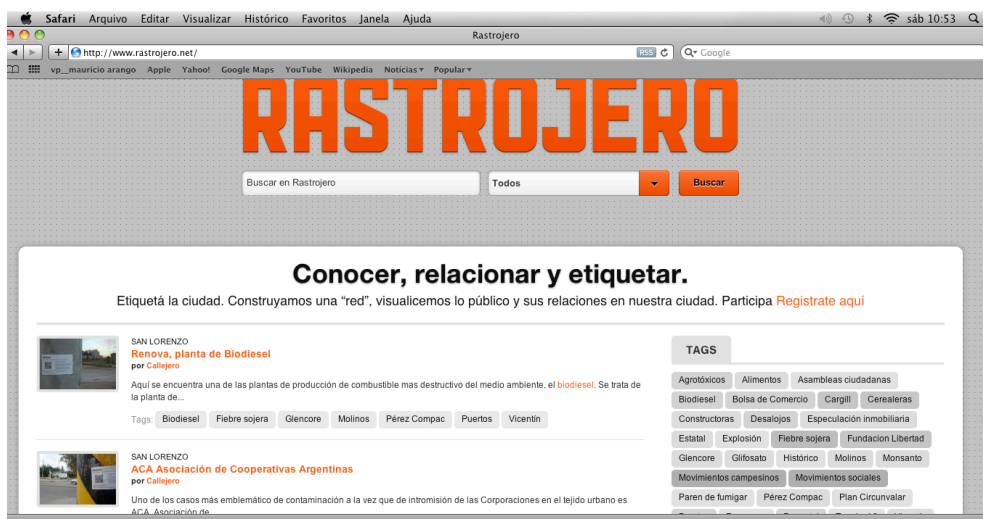 Safari Arquivo Editar Visualizar Histórico Favoritos Janela Ajuda sáb 10:53
Rastrojero
http://www.rastrojero.net/ RSS Google
vp__mauricio arango Apple Yahoo! Google Maps YouTube Wikipedia Noticias Popular
RASTROJERO
Buscar en Rastrojero Todos Buscar
Conocer, relacionar y etiquetar.
Etiquetá la ciudad. Construyamos una “red”, visualicemos lo público y sus relaciones en nuestra ciudad. Participa Registrate aquí
SAN LORENZO
Renova, planta de Biodiesel
por Callejero
Aquí se encuentra una de las plantas de producción de combustible mas destructivo del medio ambiente, el biodiesel. Se trata de
la planta de...
Tags: Biodiesel Fiebre sojera Glencore Molinos Pérez Compac Puertos Vicentín
SAN LORENZO
ACA Asociación de Cooperativas Argentinas
por Callejero
Uno de los casos más emblemático de contaminación a la vez que de intromisión de las Corporaciones en el tejido urbano es
ACA, Asociación de
TAGS
Agrotóxicos Alimentos Asambleas ciudadanas
Biodiesel Bolsa de Comercio Cargill Cerealeras
Constructoras Desalojos Especulación inmobiliaria
Estatal Explosión Fiebre sojera Fundacion Libertad
Glencore Glifosato Histórico Molinos Monsanto
Movimientos campesinos Movimientos sociales
Paren de fumigar Pérez Compac Plan Circunvalar